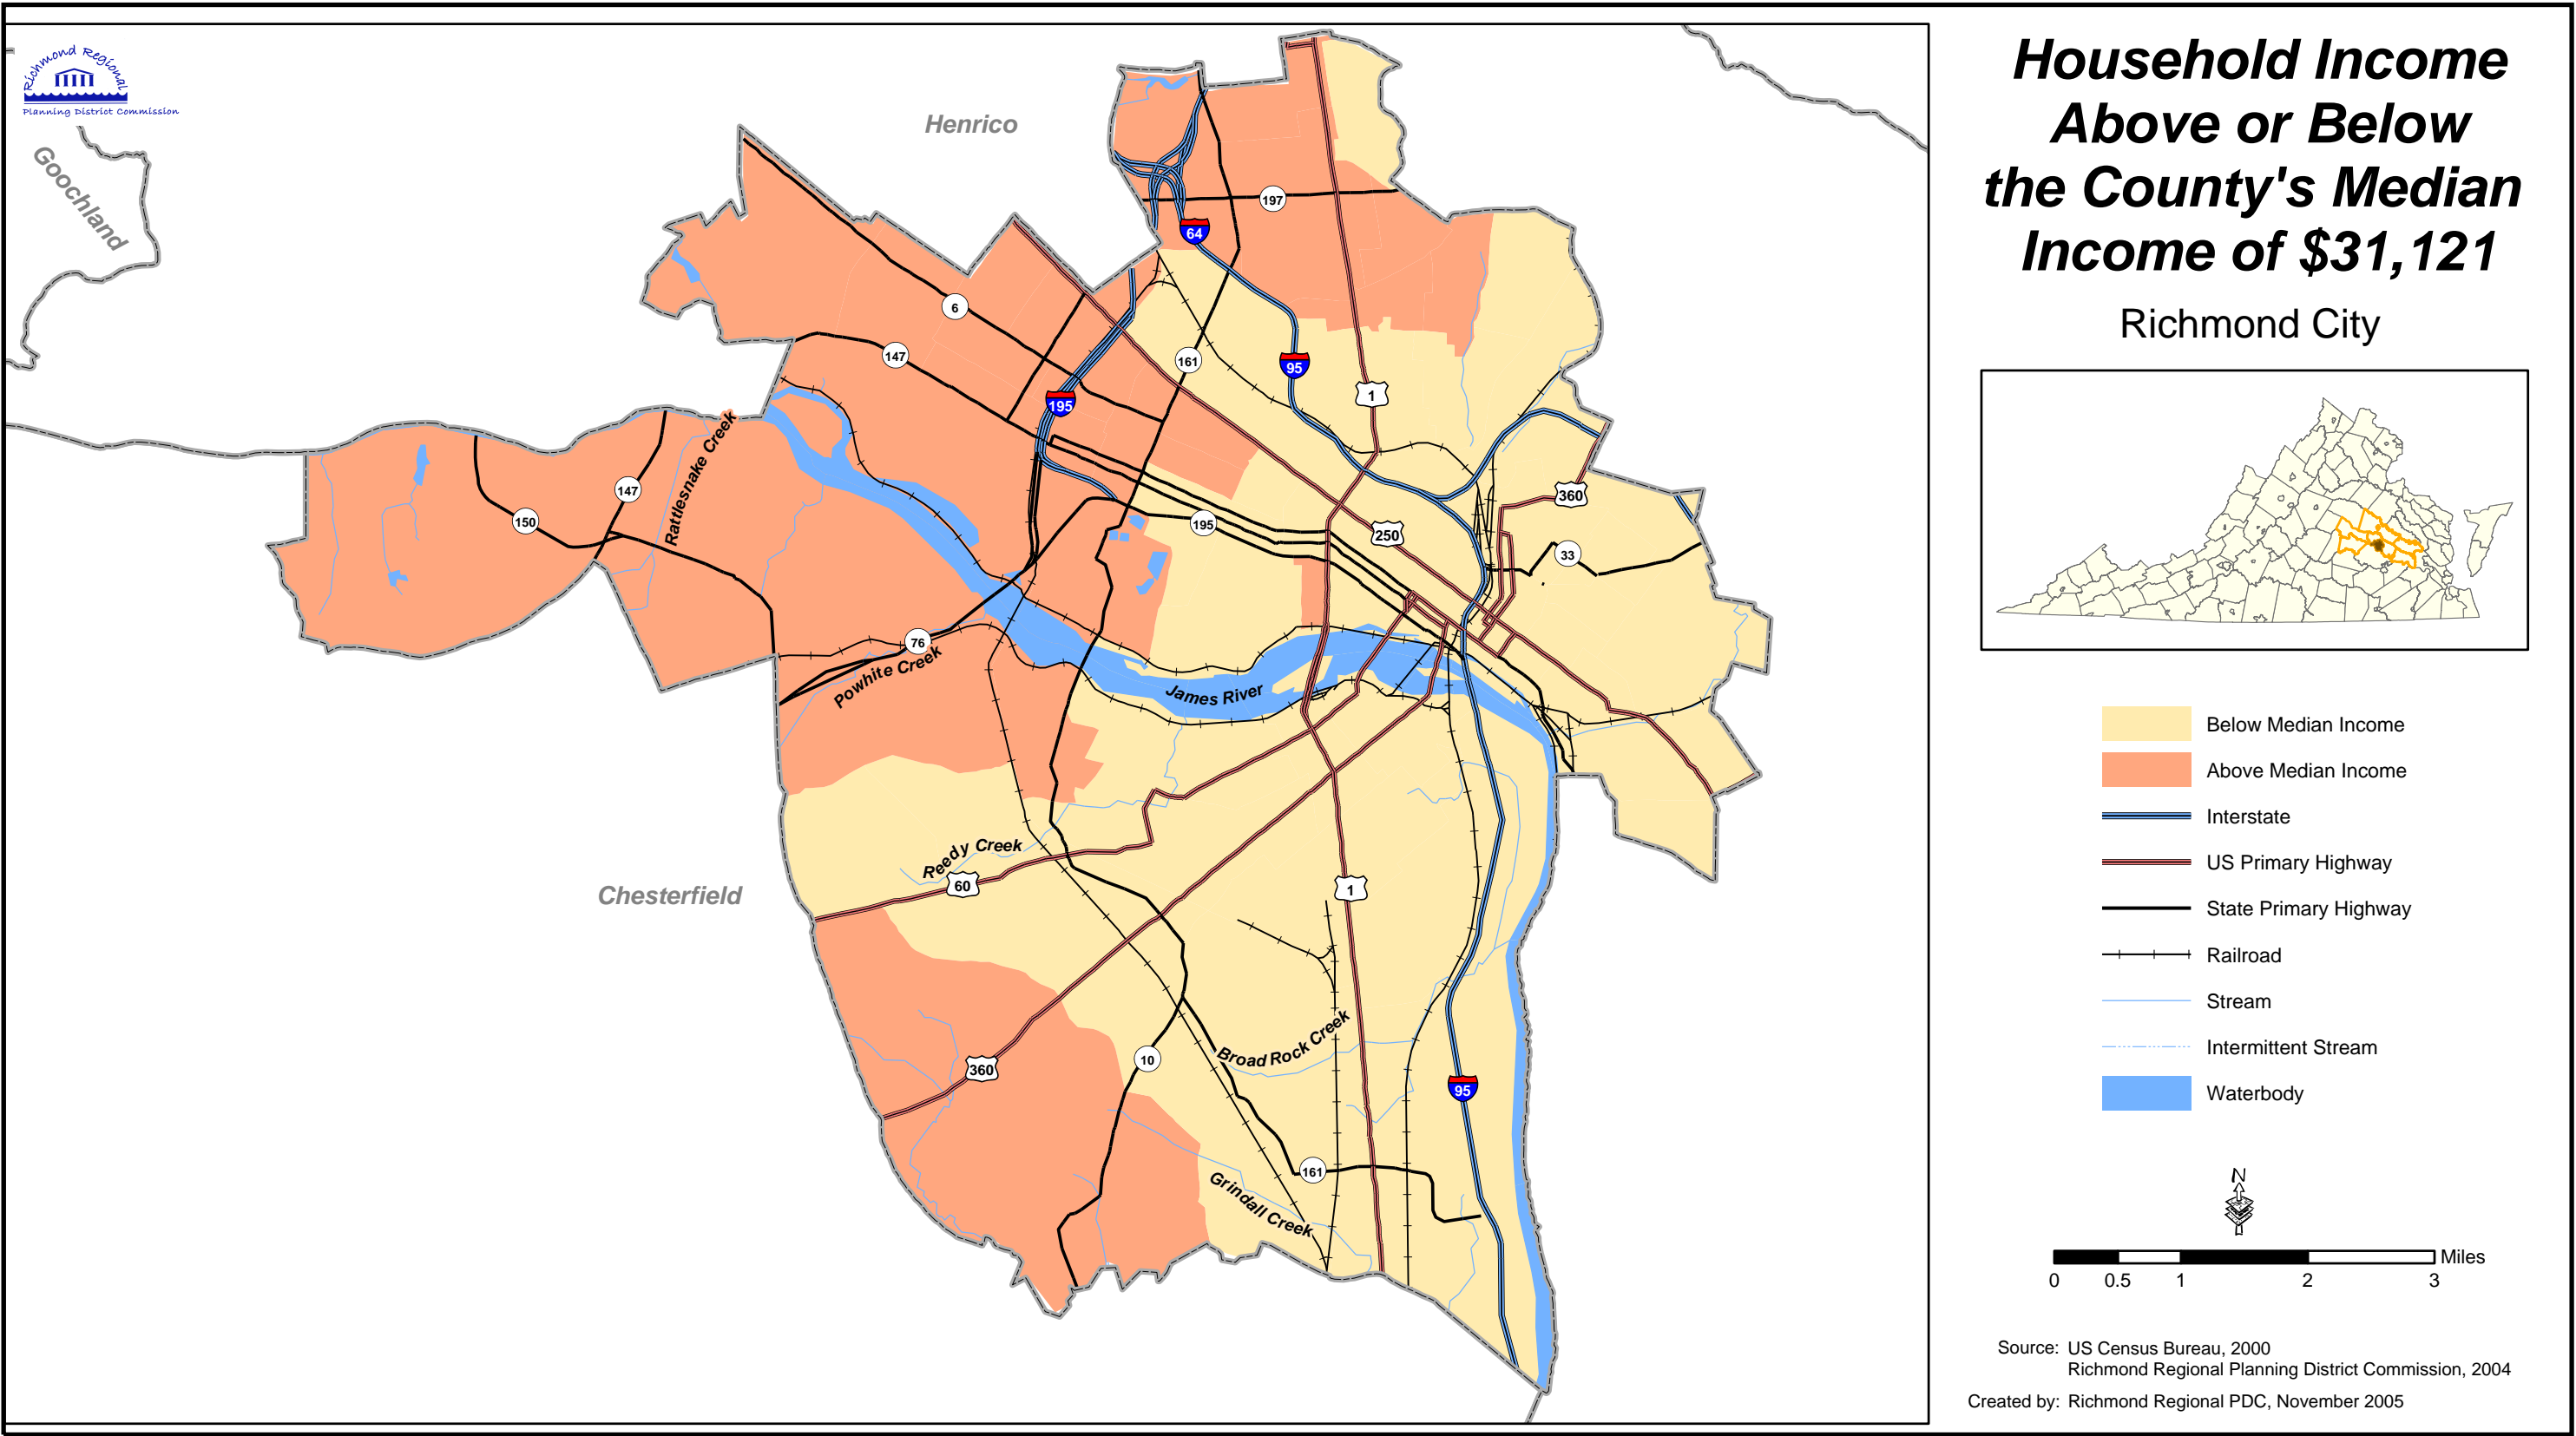 Richmond Regional
Planning District Commission
Household Income
Above or Below
the County's Median
Income of $31,121
Richmond City
Henrico
Goochland
Chesterfield
197
64
6
147
161
95
1
195
147
150
Rattlesnake Creek
195
250
360
33
76
Powhite Creek
James River
Reedy Creek
60
1
360
10
Broad Rock Creek
95
161
Grindall Creek
Below Median Income
Above Median Income
Interstate
US Primary Highway
State Primary Highway
Railroad
Stream
Intermittent Stream
Waterbody
N
Miles
0 0.5 1 2 3
Source: US Census Bureau, 2000
Richmond Regional Planning District Commission, 2004
Created by: Richmond Regional PDC, November 2005